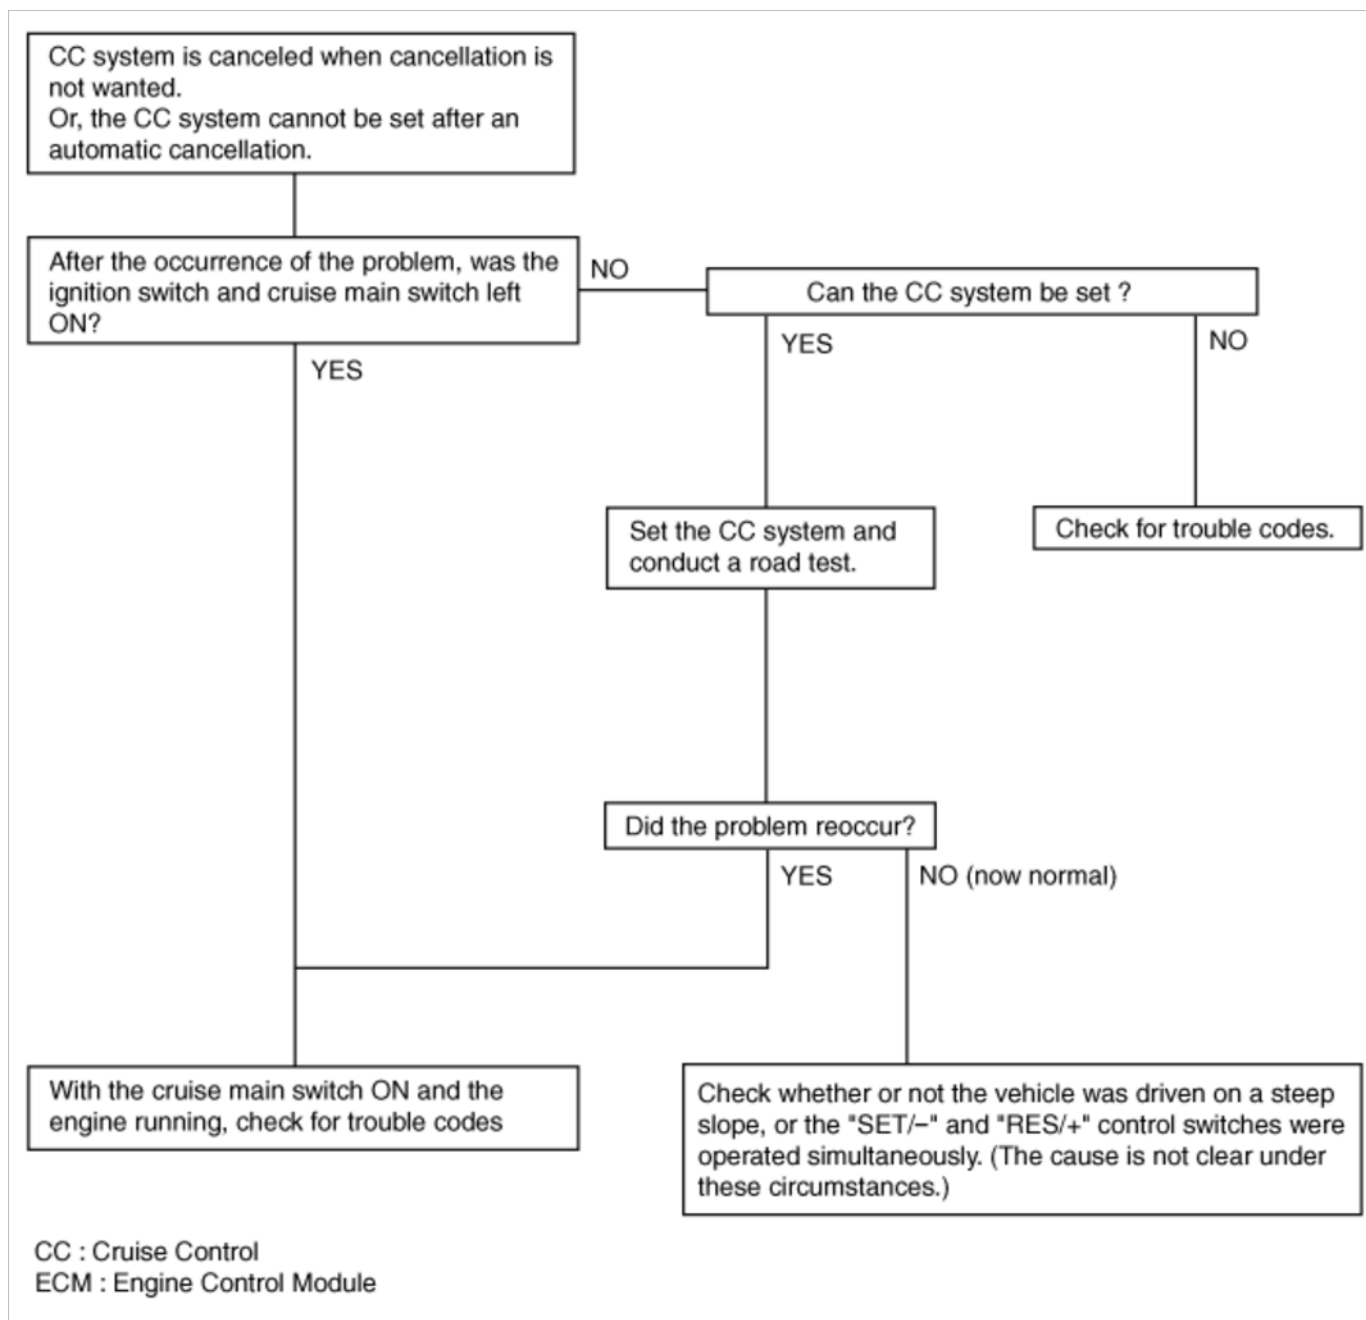 CC system is canceled when cancellation is
not wanted.
Or, the CC system cannot be set after an
automatic cancellation.
After the occurrence of the problem, was the
ignition switch and cruise main switch left
ON?
NO
Can the CC system be set ?
YES
YES
NO
Set the CC system and
conduct a road test.
Check for trouble codes.
Did the problem reoccur?
YES
NO (now normal)
With the cruise main switch ON and the
engine running, check for trouble codes
Check whether or not the vehicle was driven on a steep
slope, or the "SET/–" and "RES/+" control switches were
operated simultaneously. (The cause is not clear under
these circumstances.)
CC : Cruise Control
ECM : Engine Control Module